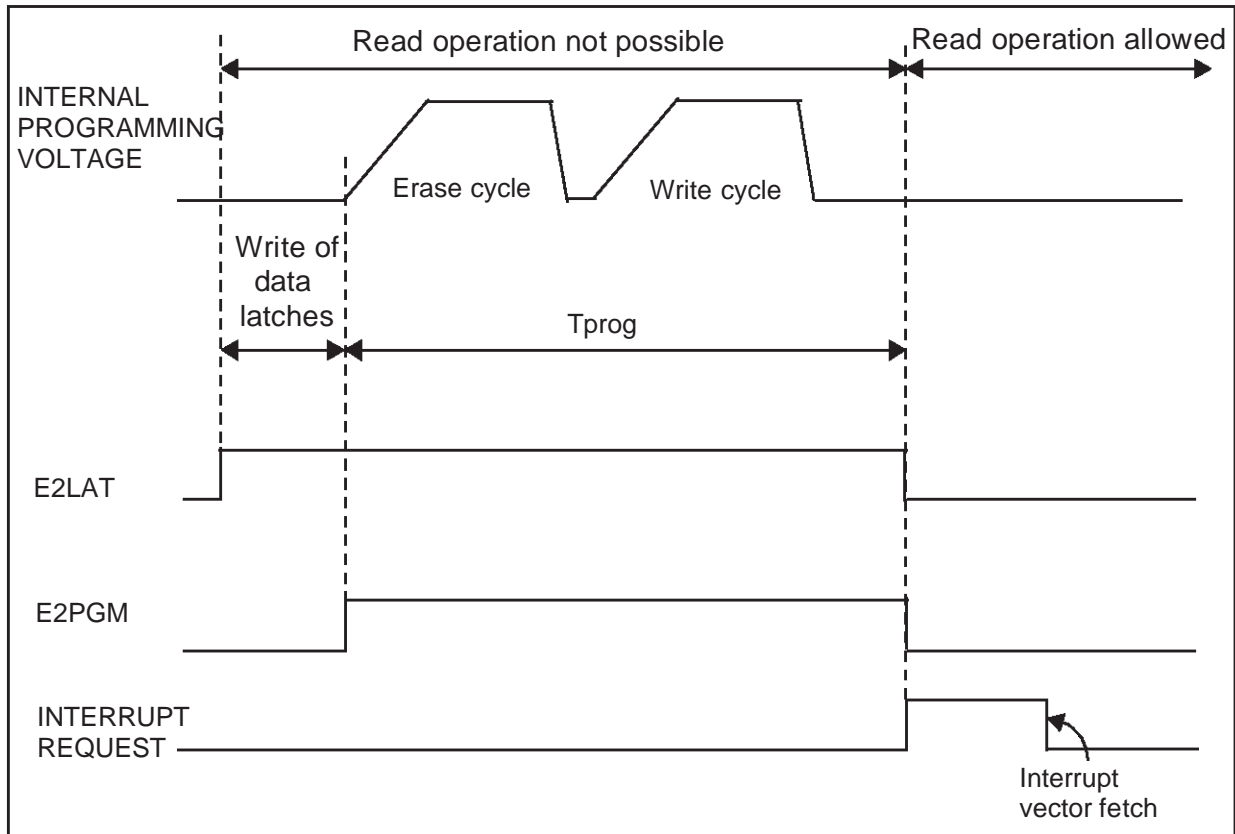 Read operation not possible
Read operation allowed
INTERNAL
PROGRAMMING
VOLTAGE
Erase cycle
Write cycle
Write of
data
latches
Tprog
E2LAT
E2PGM
INTERRUPT
REQUEST
Interrupt
vector fetch